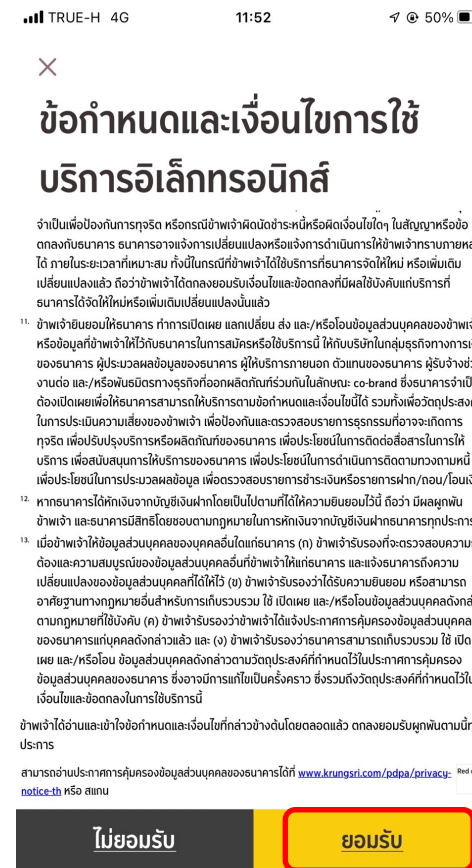 TRUE-H 4G 11:52 50%
ข้อกำหนดและเงื่อนไขการใช้
บริการอิเล็กทรอนิกส์
จำเป็นเพื่อป้องกันการทุจริต หรือกรณีข้าพเจ้าผิดนัดชำระหนี้หรือผิดเงื่อนไขใดๆ ในสัญญาหรือข้อ
ตกลงกับธนาคาร ธนาคารอาจแจ้งการเปลี่ยนแปลงหรือแจ้งการดำเนินการให้ข้าพเจ้าทราบภายหลั
ได้ ภายในระยะเวลาที่เหมาะสม ทั้งนี้ในกรณีที่ข้าพเจ้าได้ใช้บริการที่ธนาคารจัดให้ใหม่ หรือเพิ่มเติม
เปลี่ยนแปลงแล้ว ถือว่าข้าพเจ้าได้ตกลงยอมรับเงื่อนไขและข้อตกลงที่มีผลใช้บังคับแก่บริการที่
ธนาคารได้จัดให้ใหม่หรือเพิ่มเติมเปลี่ยนแปลงนั้นแล้ว
11. ข้าพเจ้ายินยอมให้ธนาคาร ทำการเปิดเผย แลกเปลี่ยน ส่ง และ/หรือโอนข้อมูลส่วนบุคคลของข้าพเจ้
หรือข้อมูลที่ข้าพเจ้าให้ไว้กับธนาคารในการสมัครหรือใช้บริการนี้ ให้กับบริษัทในกลุ่มธุรกิจทางการเ
ของธนาคาร ผู้ประมวลผลข้อมูลของธนาคาร ผู้ให้บริการภายนอก ตัวแทนของธนาคาร ผู้รับจ้างช่
งานต่อ และ/หรือพันธมิตรทางธุรกิจที่ออกผลิตภัณฑ์ร่วมกันในลักษณะ co-brand ซึ่งธนาคารจำเป็
ต้องเปิดเผยเพื่อให้ธนาคารสามารถให้บริการตามข้อกำหนดและเงื่อนไขนี้ได้ รวมทั้งเพื่อวัตถุประสงค
ในการประเมินความเสี่ยงของข้าพเจ้า เพื่อป้องกันและตรวจสอบรายการธุรกรรมที่อาจจะเกิดการ
ทุจริต เพื่อปรับปรุงบริการหรือผลิตภัณฑ์ของธนาคาร เพื่อประโยชน์ในการติดต่อสื่อสารในการให้
บริการ เพื่อสนับสนุนการให้บริการของธนาคาร เพื่อประโยชน์ในการดำเนินการติดตามทวงถามหนี้
เพื่อประโยชน์ในการประมวลผลข้อมูล เพื่อตรวจสอบรายการชำระเงินหรือรายการฝาก/ถอน/โอนเงิ
12. หากธนาคารได้หักเงินจากบัญชีเงินฝากโดยเป็นไปตามที่ได้ให้ความยินยอมไว้นี้ ถือว่า มีผลผูกพัน
ข้าพเจ้า และธนาคารมีสิทธิโดยชอบตามกฎหมายในการหักเงินจากบัญชีเงินฝากธนาคารทุกประกา
13. เมื่อข้าพเจ้าให้ข้อมูลส่วนบุคคลของบุคคลอื่นใดแก่ธนาคาร (ก) ข้าพเจ้ารับรองที่จะตรวจสอบความถู
ต้องและความสมบูรณ์ของข้อมูลส่วนบุคคลอื่นที่ข้าพเจ้าให้แก่ธนาคาร และแจ้งธนาคารถึงความ
เปลี่ยนแปลงของข้อมูลส่วนบุคคลที่ได้ให้ไว้ (ข) ข้าพเจ้ารับรองว่าได้รับความยินยอม หรือสามารถ
อาศัยฐานทางกฎหมายอื่นสำหรับการเก็บรวบรวม ใช้ เปิดเผย และ/หรือโอนข้อมูลส่วนบุคคลดังกล่
ตามกฎหมายที่ใช้บังคับ (ค) ข้าพเจ้ารับรองว่าข้าพเจ้าได้แจ้งประกาศการคุ้มครองข้อมูลส่วนบุคคล
ของธนาคารแก่บุคคลดังกล่าวแล้ว และ (ง) ข้าพเจ้ารับรองว่าธนาคารสามารถเก็บรวบรวม ใช้ เปิด
เผย และ/หรือโอน ข้อมูลส่วนบุคคลดังกล่าวตามวัตถุประสงค์ที่กำหนดไว้ในประกาศการคุ้มครอง
ข้อมูลส่วนบุคคลของธนาคาร ซึ่งอาจมีการแก้ไขเป็นครั้งคราว ซึ่งรวมถึงวัตถุประสงค์ที่กำหนดไว้ใน
เงื่อนไขและข้อตกลงในการใช้บริการนี้
ข้าพเจ้าได้อ่านและเข้าใจข้อกำหนดและเงื่อนไขที่กล่าวข้างต้นโดยตลอดแล้ว ตกลงยอมรับผูกพันตามนี้ทุ
ประการ
สามารถอ่านประกาศการคุ้มครองข้อมูลส่วนบุคคลของธนาคารได้ที่ www.krungsri.com/pdpa/privacy-
notice-th หรือ สแกน
ไม่ยอมรับ ยอมรับ